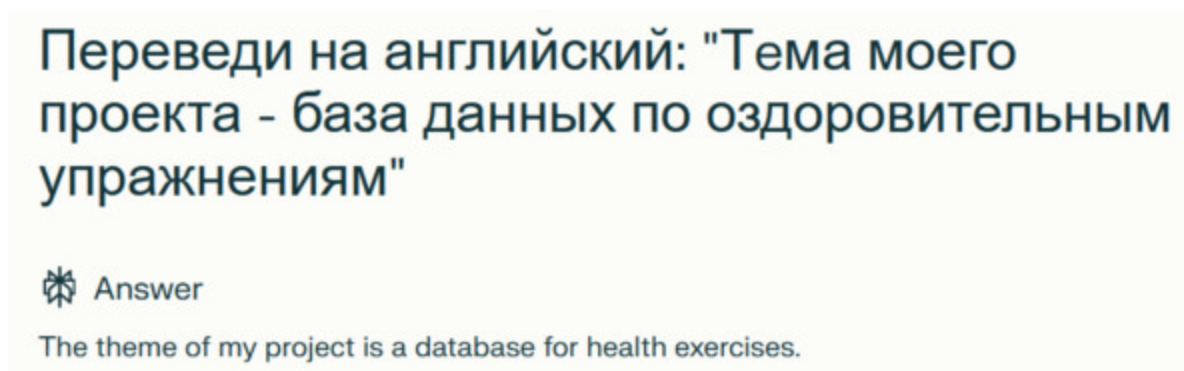 Переведи на английский: "Тема моего
проекта - база данных по оздоровительным
упражнениям"
Answer
The theme of my project is a database for health exercises.